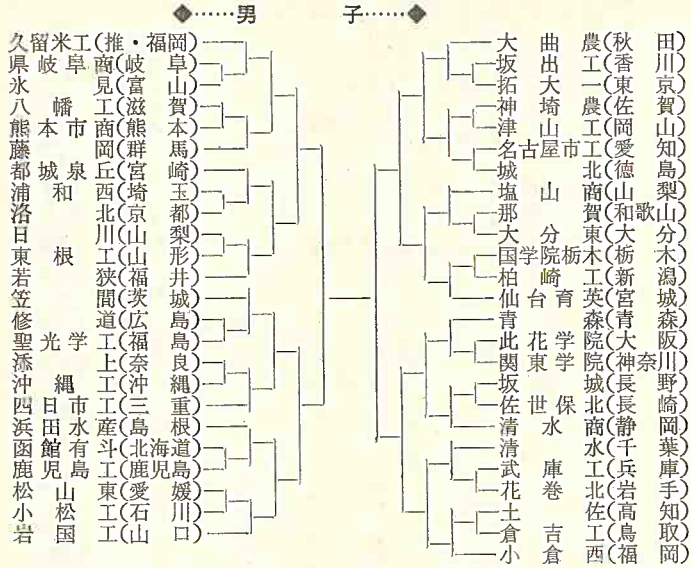 ◆……男 子……◆
久留米工(推・福岡)
県岐阜商(岐阜)
氷見(富山)
八幡工(滋賀)
熊本市商(熊本)
藤岡(群馬)
都城泉丘(宮崎)
浦和西(埼玉)
洛北(京都)
日川(山梨)
東根工(山形)
若狭(福井)
笠間(茨城)
修道(広島)
聖光学工(福島)
添上(奈良)
沖縄工(沖縄)
四日市工(三重)
浜田水産(島根)
函館有斗(北海道)
鹿児島工(鹿児島)
松山東(愛媛)
小松工(石川)
岩国工(山口)
大曲農(秋田)
坂出工(香川)
拓大一(東京)
神埼農(佐賀)
津山工(岡山)
名古屋市工(愛知)
城北(徳島)
塩山商(山梨)
那賀(和歌山)
大分東(大分)
国学院栃木(栃木)
柏崎工(新潟)
仙台育英(宮城)
青森(青森)
此花学院(大阪)
関東学院(神奈川)
坂城(長野)
佐世保北(長崎)
清水商(静岡)
清水(千葉)
武庫工(兵庫)
花巻北(岩手)
土佐(高知)
倉吉工(鳥取)
小倉西(福岡)